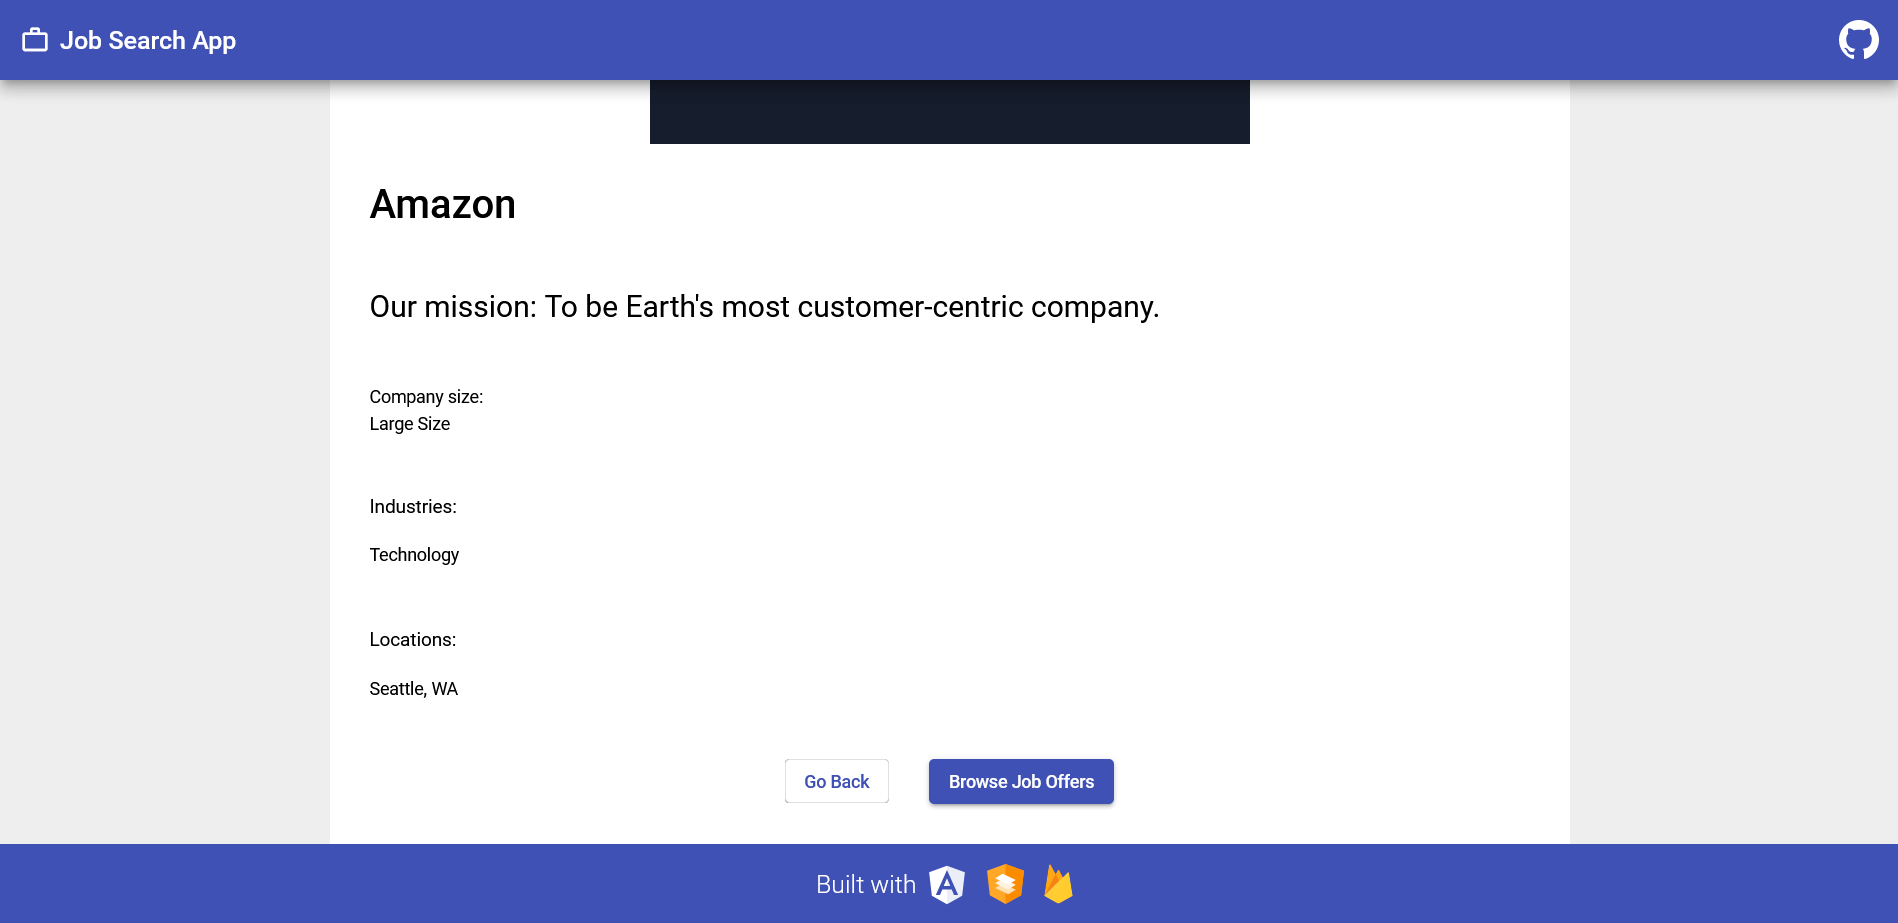 Job Search App
Amazon
Our mission: To be Earth's most customer-centric company.
Company size:
Large Size
Industries:
Technology
Locations:
Seattle, WA
Go Back
Browse Job Offers
Built with